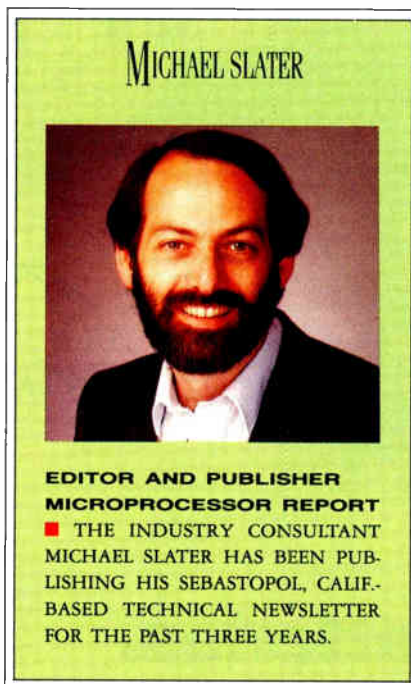 MICHAEL SLATER
EDITOR AND PUBLISHER
MICROPROCESSOR REPORT
■ THE INDUSTRY CONSULTANT
MICHAEL SLATER HAS BEEN PUB-
LISHING HIS SEBASTOPOL, CALIF.-
BASED TECHNICAL NEWSLETTER
FOR THE PAST THREE YEARS.